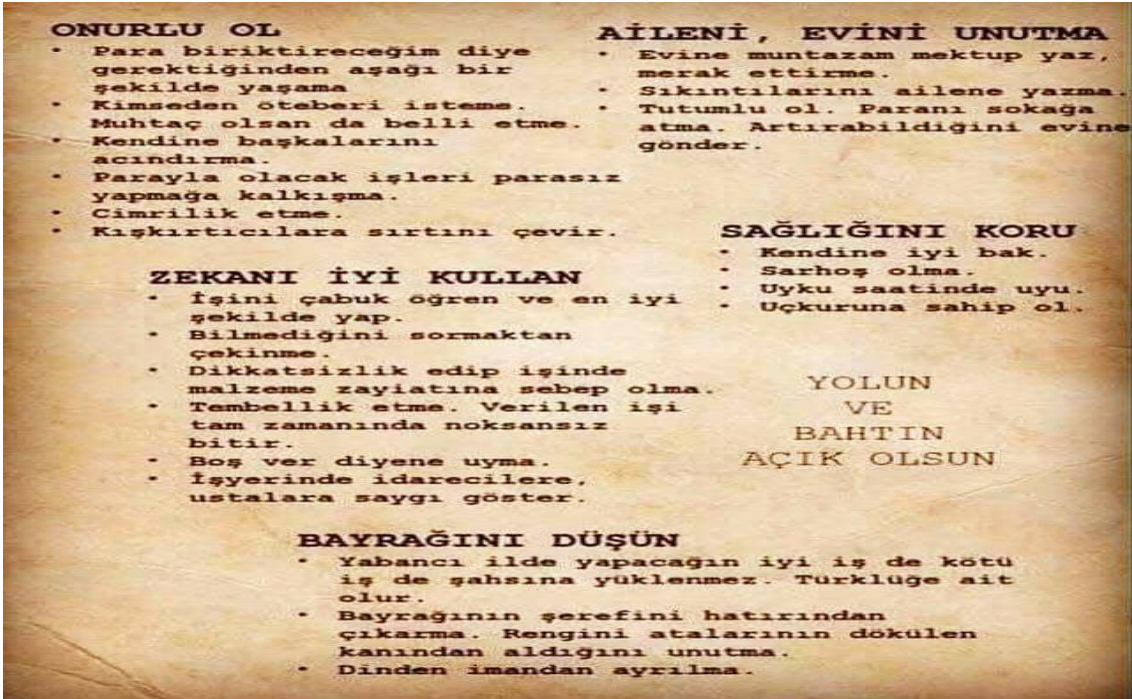 ONURLU OL
• Para biriktireceğim diye
gerektiğinden aşağı bir
şekilde yaşama
• Kimseden öteberi isteme.
Muhtaç olsan da belli etme.
• Kendine başkalarını
acındırma.
• Parayla olacak işleri parasız
yapmağa kalkışma.
• Cimrilik etme.
• Kışkırtıcılara sırtını çevir.
AİLENİ, EVİNİ UNUTMA
• Evine muntazam mektup yaz,
merak ettirme.
• Sıkıntılarını ailene yazma.
• Tutumlu ol. Paranı sokağa
atma. Artırabildiğini evine
gönder.
SAĞLIĞINI KORU
• Kendine iyi bak.
• Sarhoş olma.
• Uyku saatinde uyu.
• Uçkuruna sahip ol.
ZEKANI İYİ KULLAN
• İşini çabuk öğren ve en iyi
şekilde yap.
• Bilmediğini sormaktan
çekinme.
• Dikkatsizlik edip işinde
malzeme zayiatına sebep olma.
• Tembellik etme. Verilen işi
tam zamanında noksansız
bitir.
• Boş ver diyene uyma.
• İşyerinde idarecilere,
ustalara saygı göster.
YOLUN
VE
BAHTIN
AÇIK OLSUN
BAYRAĞINI DÜŞÜN
• Yabancı ilde yapacağın iyi iş de kötü
iş de şahsına yüklenmez. Türklüğe ait
olur.
• Bayrağının şerefini hatırından
çıkarma. Rengini atalarının dökülen
kanından aldığını unutma.
• Dinden imandan ayrılma.